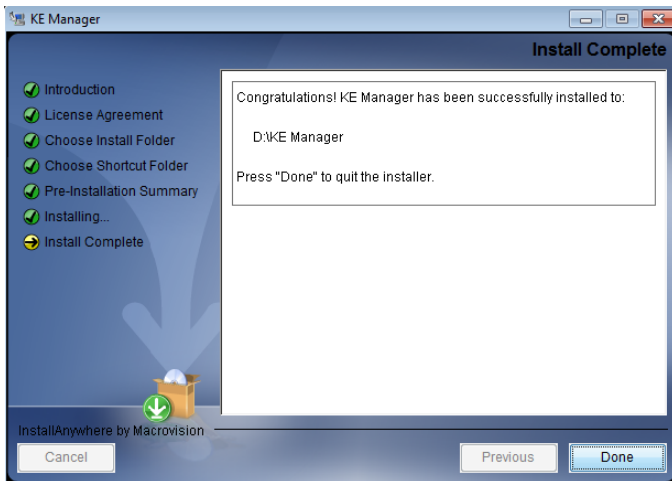 KE Manager
Install Complete
Introduction
License Agreement
Choose Install Folder
Choose Shortcut Folder
Pre-Installation Summary
Installing...
Install Complete
Congratulations! KE Manager has been successfully installed to:
D:\KE Manager
Press "Done" to quit the installer.
InstallAnywhere by Macrovision
Cancel
Previous
Done